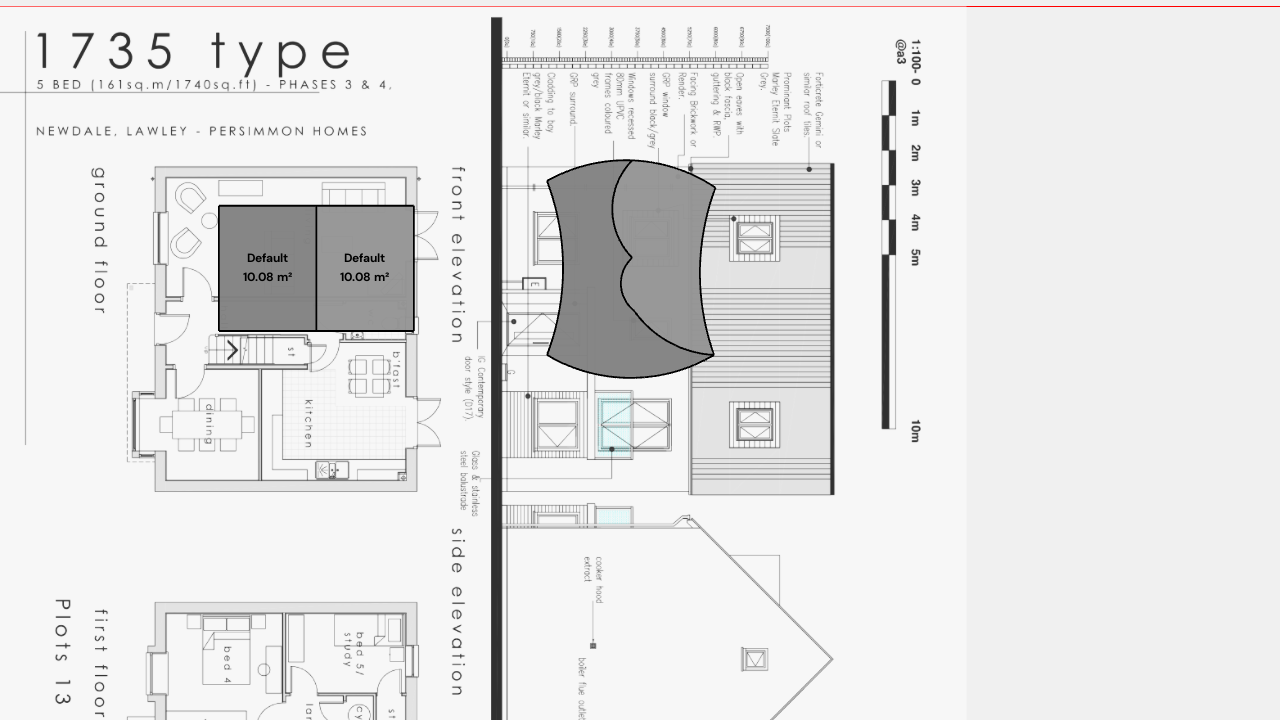 1735 type
5 BED (161sq.m/1740sq.ft) - PHASES 3 & 4.
NEWDALE, LAWLEY - PERSIMMON HOMES
ground floor
Default
10.08 m²
Default
10.08 m²
st
b'fast
kitchen
dining
front elevation
Eternit or similar.
grey/black Marley
Cladding to bay
GRP surround.
grey
frames coloured
80mm UPVC
Windows recessed
surround black/grey
GRP window
Render.
Facing Brickwork or
guttering & RWP
black fascia,
Open eaves with
Grey.
Marley Eternit Slate
Prominant Plots
similar roof tiles.
Forticrete Gemini or
@a3
1:100- 0
1m
2m
3m
4m
5m
10m
E
G
IG Contemporary
door style (017).
Glass & stainless
steel balustrade
side elevation
cooker hood
extract
boiler flue outlet
Plots 13
first floor
bed 4
bed 5/
study